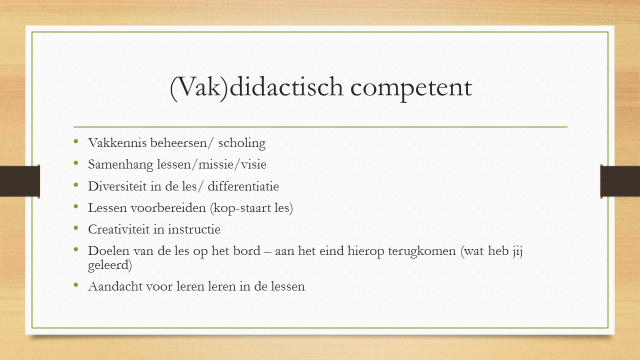 (Vak)didactisch competent
• Vakkennis beheersen/ scholing
• Samenhang lessen/missie/visie
• Diversiteit in de les/ differentiatie
• Lessen voorbereiden (kop-staart les)
• Creativiteit in instructie
• Doelen van de les op het bord – aan het eind hierop terugkomen (wat heb jij
geleerd)
• Aandacht voor leren leren in de lessen